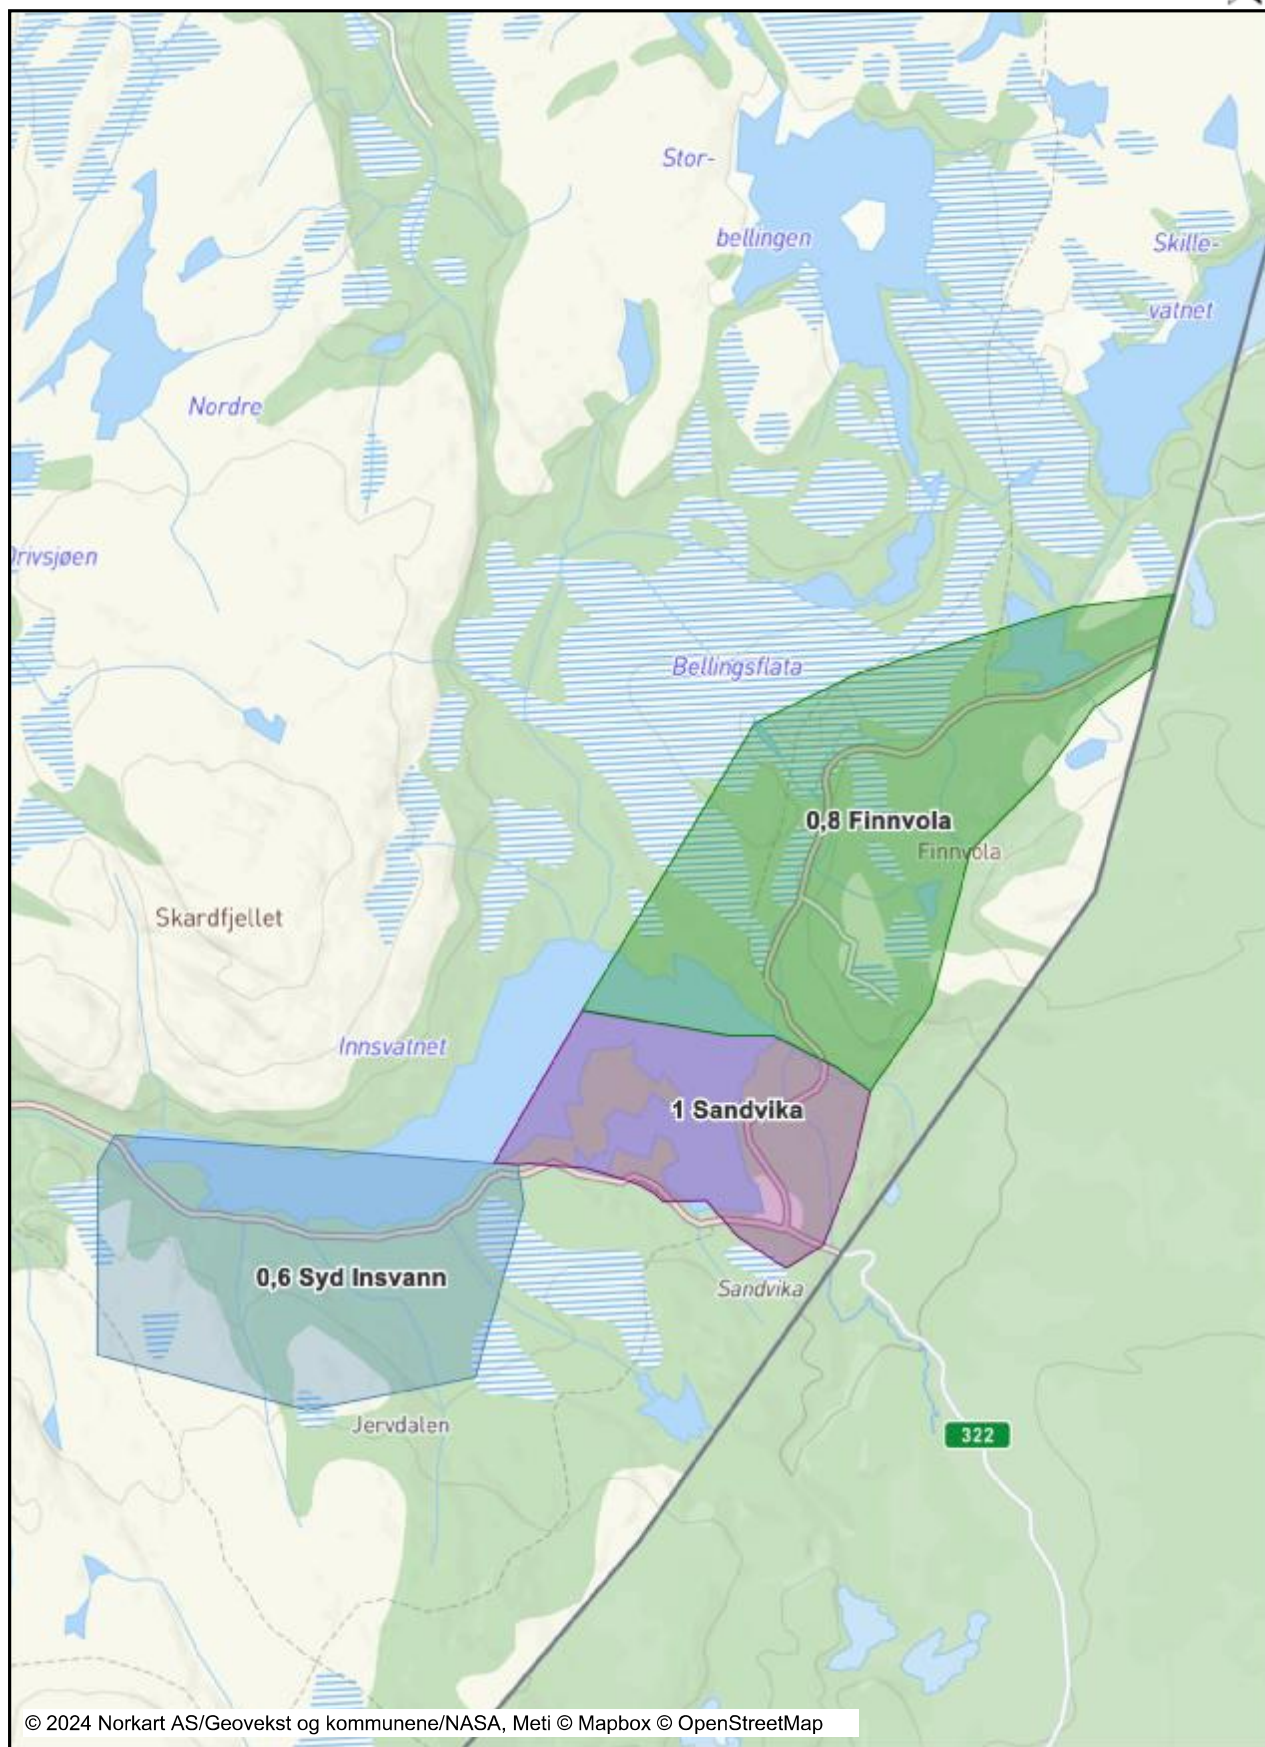 Stor-
bellingen
Skille-
vatnet
Nordre
Drivsjøen
Bellingsflata
0,8 Finnvola
Finnvola
Skardfjellet
Innsvatnet
1 Sandvika
0,6 Syd Insvann
Sandvika
Jervdalen
322
© 2024 Norkart AS/Geovekst og kommunene/NASA, Meti © Mapbox © OpenStreetMap